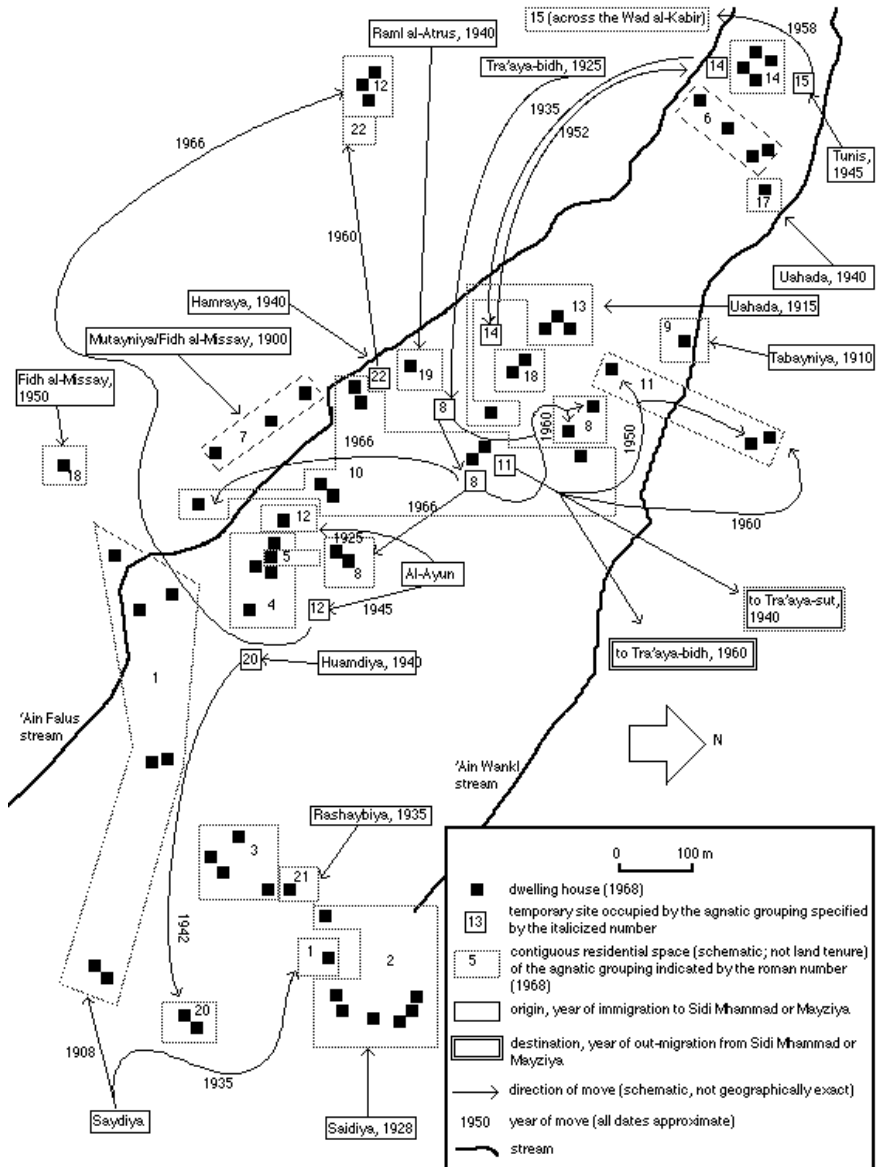 15 (across the Wad al-Kabir)
1958
Raml al-Atrus, 1940
Tra'aya-bidh, 1925
12
14
14
15
22
1935
1952
6
1966
Tunis,
1945
17
1960
Uahada,
1940
Hamraya, 1940
13
Uahada, 1915
14
9
Mutayniya/Fidh al-Missay, 1900
Tabayniya, 1910
22
19
18
11
Fidh al-Missay,
1950
8
8
7
1960
1950
1966
18
11
10
8
1960
12
1966
1925
5
8
Al-Ayun
4
12
1945
to Tra'aya-sut,
1940
20
Huamdiya, 1940
to Tra'aya-bidh, 1960
1
'Ain Falus
stream
N
'Ain Wankl
stream
Rashaybiya, 1935
3
21
0 100 m
dwelling house (1968)
1942
13
temporary site occupied by the agnatic grouping specified
by the italicized number
1
2
5
contiguous residential space (schematic; not land tenure)
of the agnatic grouping indicated by the roman number
(1968)
20
origin, year of immigration to Sidi Mhammad or Mayziya
1908
destination, year of out-migration from Sidi Mhammad or
Mayziya
1935
direction of move (schematic, not geographically exact)
Saydiya
Saidiya, 1928
1950
year of move (all dates approximate)
stream